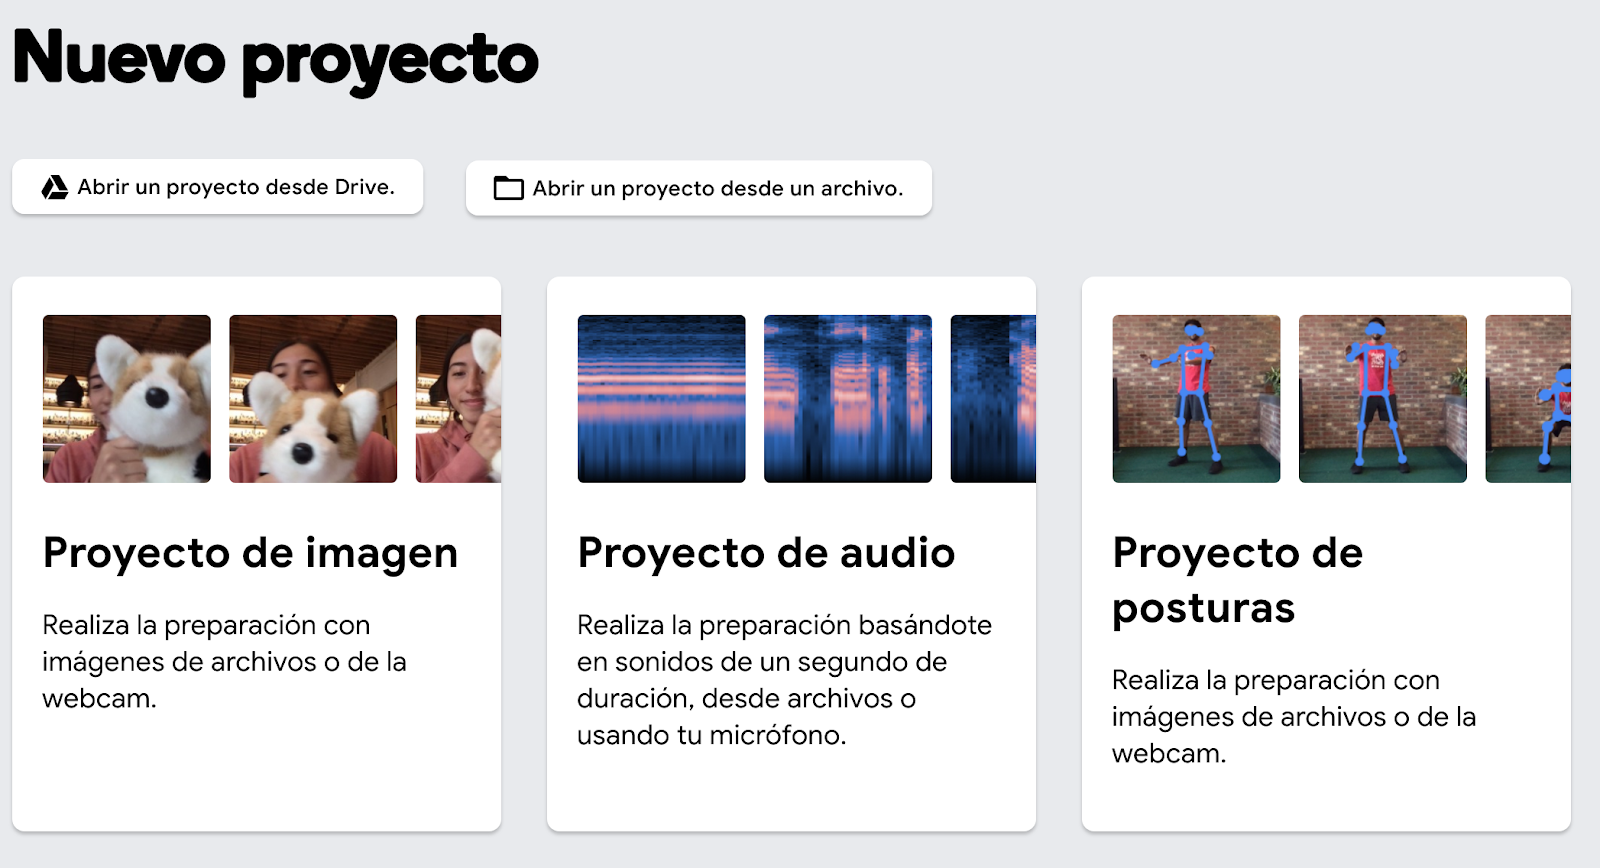 Nuevo proyecto
Abrir un proyecto desde Drive.
Abrir un proyecto desde un archivo.
Proyecto de imagen
Realiza la preparación con
imágenes de archivos o de la
webcam.
Proyecto de audio
Realiza la preparación basándote
en sonidos de un segundo de
duración, desde archivos o
usando tu micrófono.
Proyecto de
posturas
Realiza la preparación con
imágenes de archivos o de la
webcam.